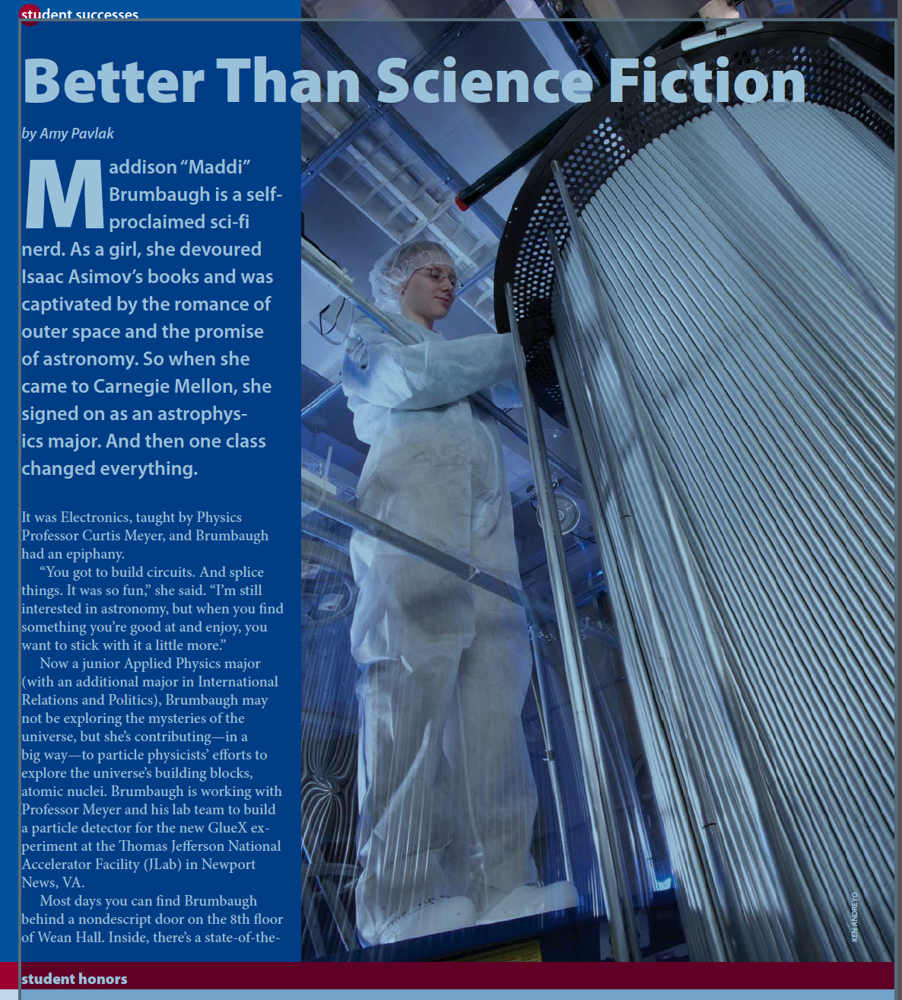 student successes
Better Than Science Fiction
by Amy Pavlak
Maddison “Maddi”
Brumbaugh is a self-
proclaimed sci-fi
nerd. As a girl, she devoured
Isaac Asimov’s books and was
captivated by the romance of
outer space and the promise
of astronomy. So when she
came to Carnegie Mellon, she
signed on as an astrophys-
ics major. And then one class
changed everything.
It was Electronics, taught by Physics
Professor Curtis Meyer, and Brumbaugh
had an epiphany.
“You got to build circuits. And splice
things. It was so fun,” she said. “I’m still
interested in astronomy, but when you find
something you’re good at and enjoy, you
want to stick with it a little more.”
Now a junior Applied Physics major
(with an additional major in International
Relations and Politics), Brumbaugh may
not be exploring the mysteries of the
universe, but she’s contributing—in a
big way—to particle physicists’ efforts to
explore the universe’s building blocks,
atomic nuclei. Brumbaugh is working with
Professor Meyer and his lab team to build
a particle detector for the new GlueX ex-
periment at the Thomas Jefferson National
Accelerator Facility (JLab) in Newport
News, VA.
Most days you can find Brumbaugh
behind a nondescript door on the 8th floor
of Wean Hall. Inside, there’s a state-of-the-
KEN ANDREYO
student honors